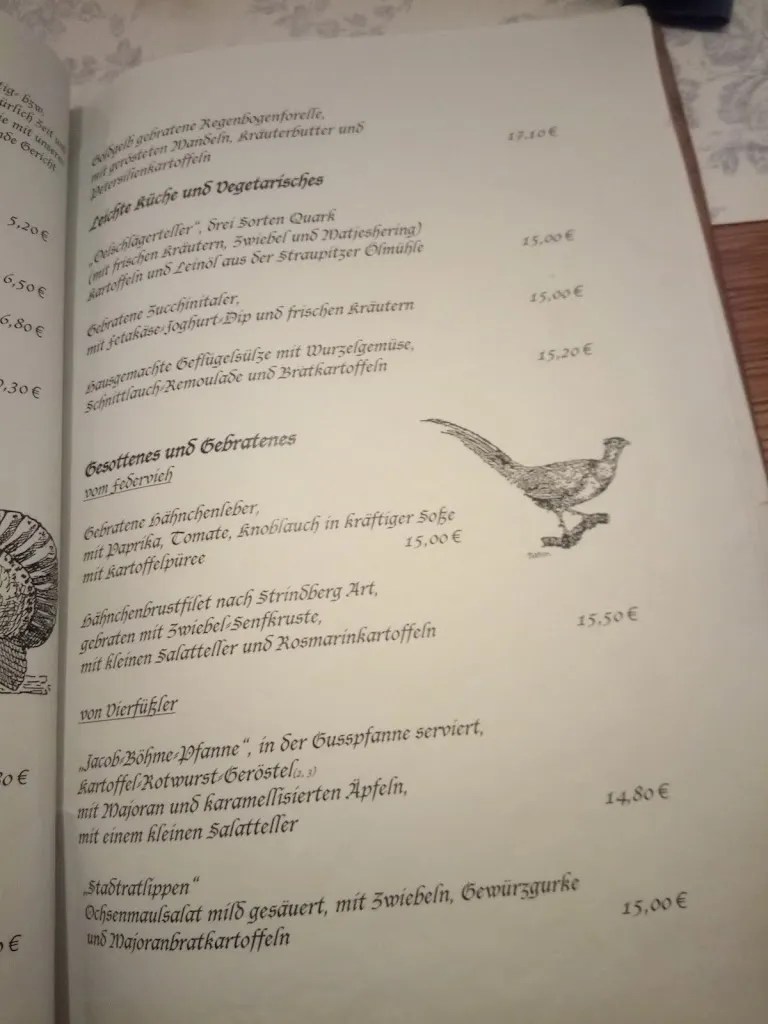 5,20€
6,50€
6,80€
,30€
Goldgelb gebratene Regenbogenforelle,
mit gerösteten Mandeln, Kräuterbutter und
Petersilienkartoffeln
17,10€
Leichte Küche und Vegetarisches
„Oelschlägerteller“, drei Sorten Quark
(mit frischen Kräutern, Zwiebel und Matjeshering)
Kartoffeln und Leinöl aus der Straupitzer Ölmühle
15,00€
Gebratene Zucchinitaler,
mit Fetakäse-Joghurt-Dip und frischen Kräutern
15,00€
Hausgemachte Geflügelsülze mit Wurzelgemüse,
Schnittlauch-Remoulade und Bratkartoffeln
15,20€
Gesottenes und Gebratenes
vom Federvieh
Gebratene Hähnchenleber,
mit Paprika, Tomate, Knoblauch in kräftiger Soße
mit Kartoffelpüree 15,00€
Hähnchenbrustfilet nach Strindberg Art,
gebraten mit Zwiebel-Senfkruste,
mit kleinen Salatteller und Rosmarinkartoffeln
15,50€
von Vierfüßler
„Jacob-Böhme-Pfanne“, in der Gusspfanne serviert,
Kartoffel-Rotwurst-Geröstel(2, 3)
mit Majoran und karamellisierten Äpfeln,
mit einem kleinen Salatteller
14,80€
„Stadtratlippen“
Ochsenmaulsalat mild gesäuert, mit Zwiebeln, Gewürzgurke
und Majoranbratkartoffeln
15,00€